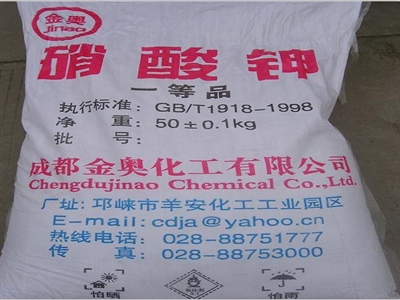 金奥
jinao
硝酸钾
一等品
执行标准：GB/T1918-1998
净重：50±0.1kg
批号：
成都金奥化工有限公司
Chengdujinao Chemical Co.,Ltd.
厂址：邛崃市羊安化工工业园区
E-mail:cdja@yahoo.cn
热线电话：028-88751777
传真：028-88753000
怕晒 怕雨